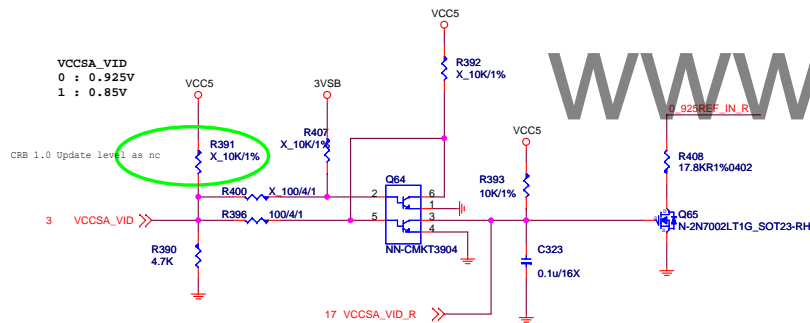 VCC5
VCCSA_VID
0 : 0.925V
1 : 0.85V
R392
X_10K/1%
WWW
VCC5
3VSB
0_925REF_IN_R
R407
X_10K/1%
VCC5
R391
X_10K/1%
CRB 1.0 Update level as nc
R408
17.8KR1%0402
R393
10K/1%
Q64
R400
X_100/4/1
2
6
1
3 VCCSA_VID
R396
100/4/1
5
3
4
Q65
N-2N7002LT1G_SOT23-RH
R390
4.7K
NN-CMKT3904
C323
0.1u/16X
17 VCCSA_VID_R